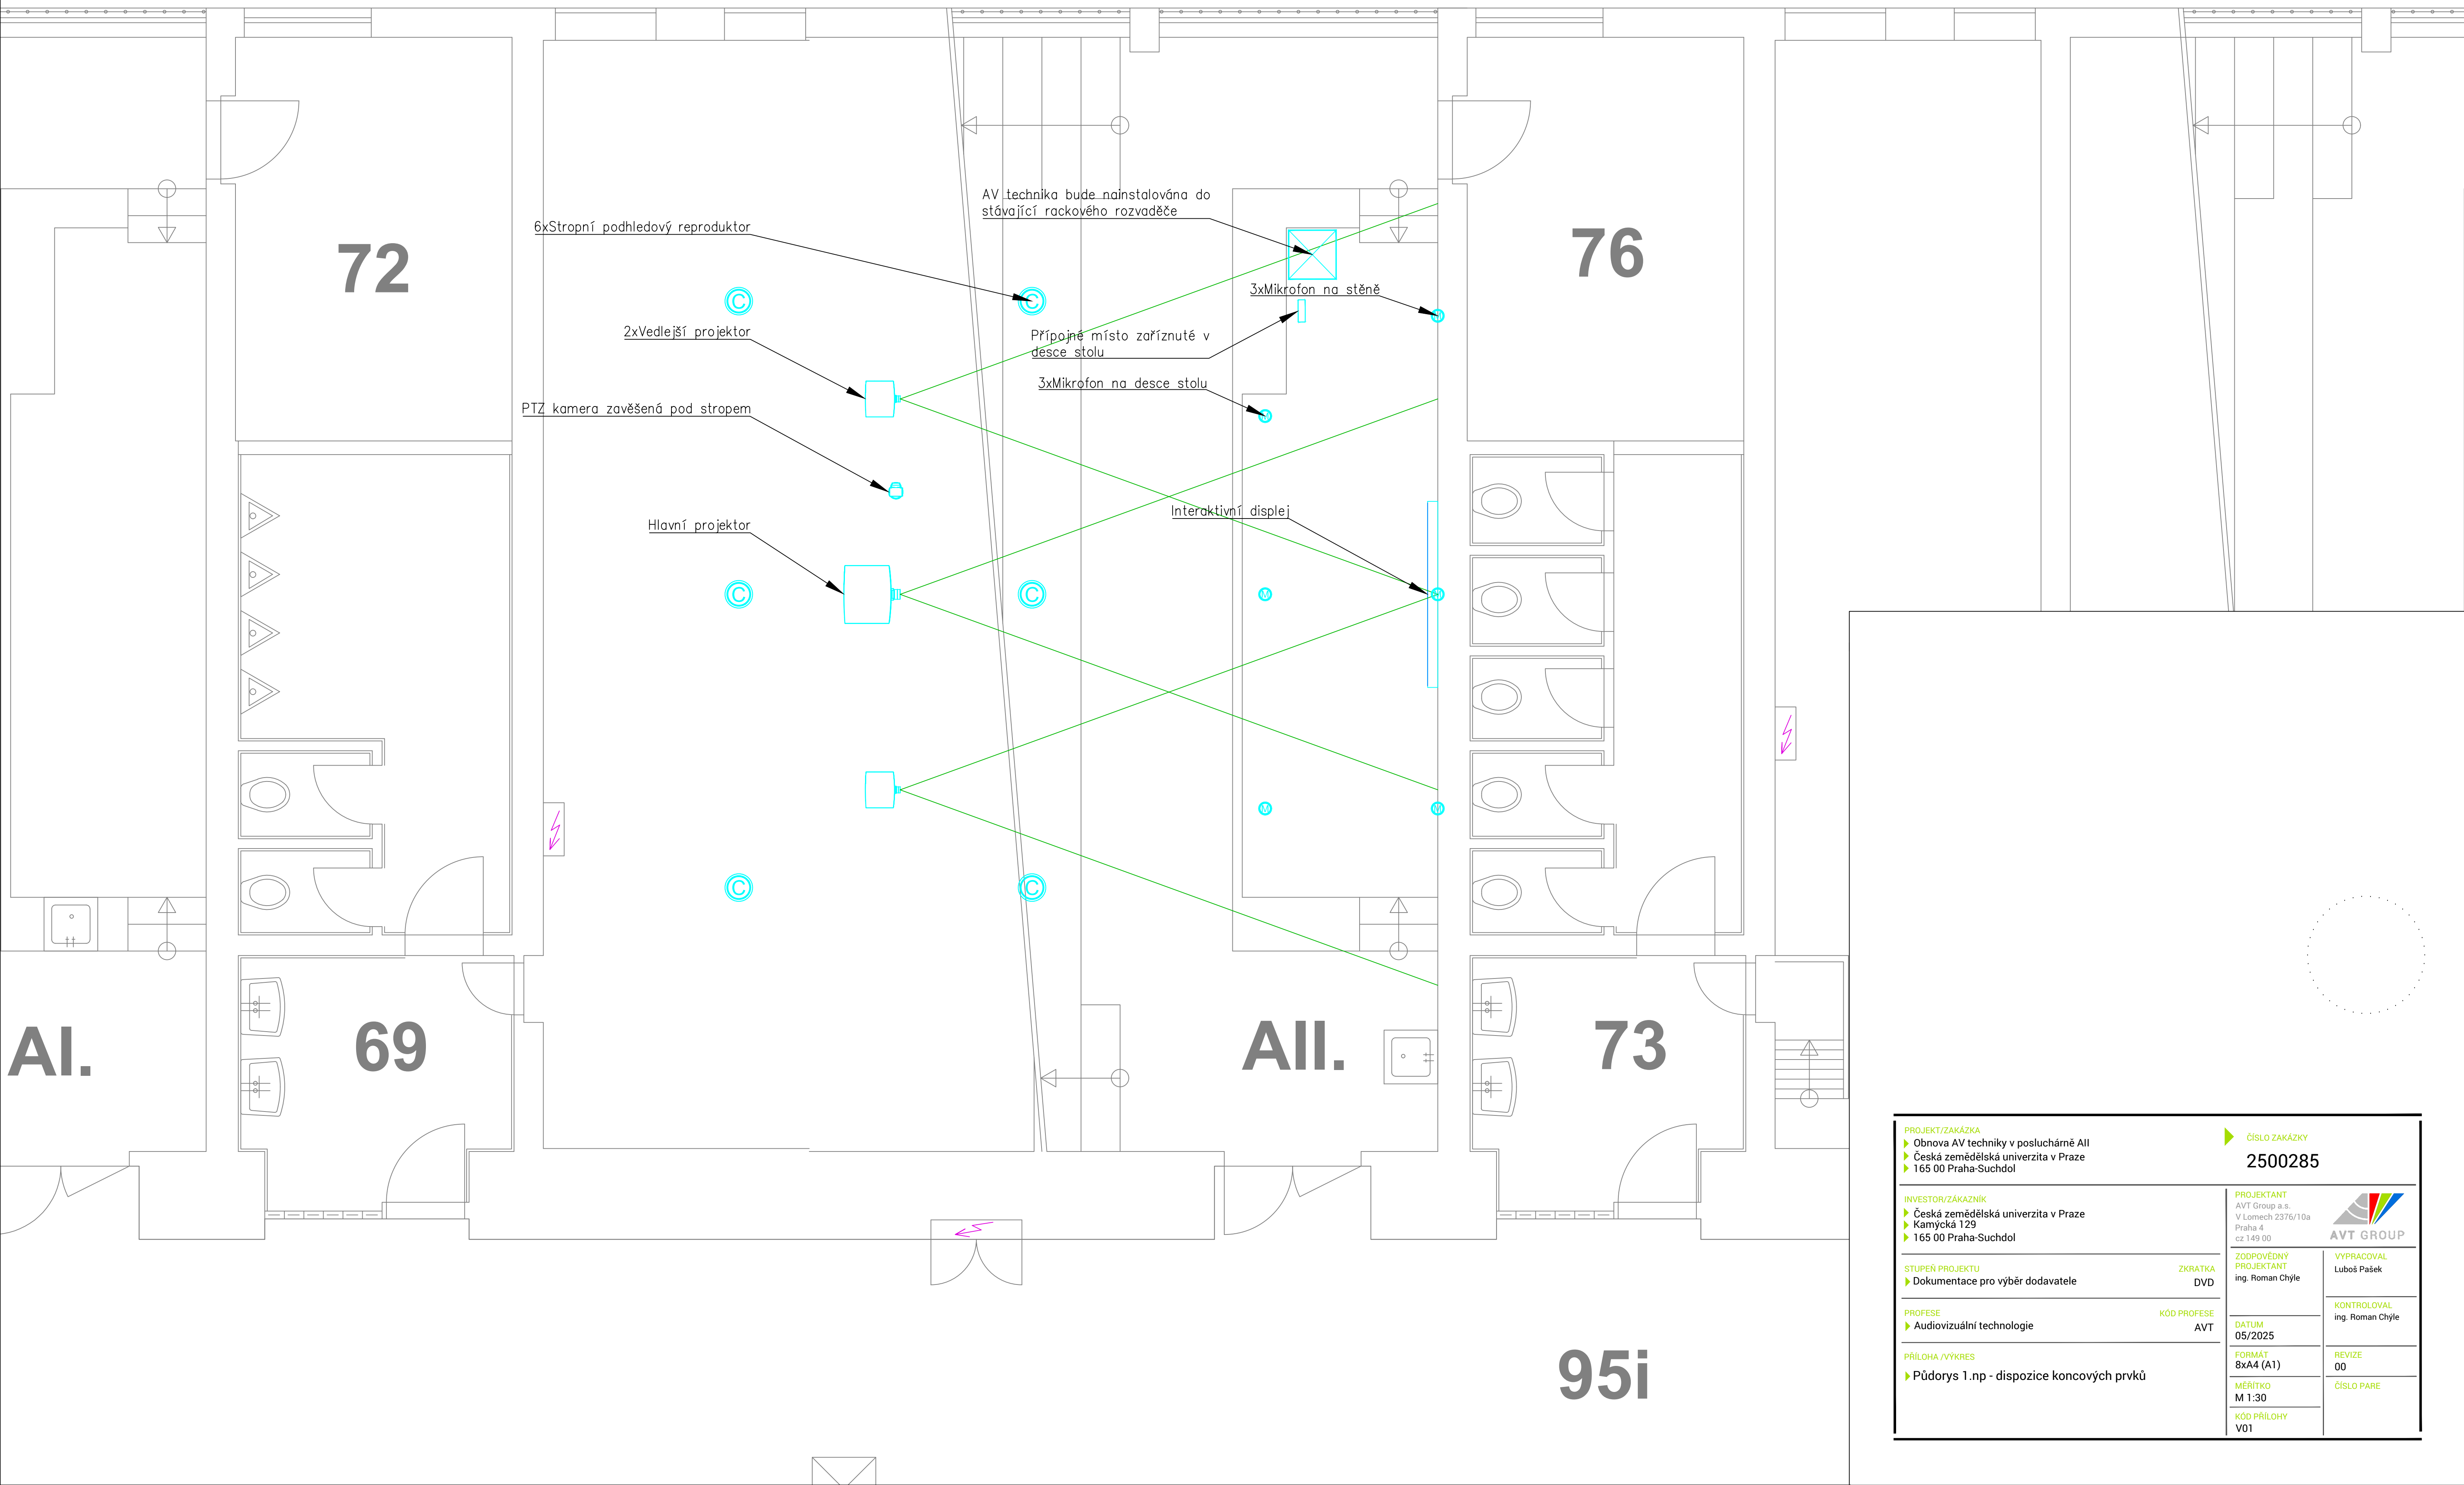 AV technika bude nainstalována do
stávající rackového rozvaděče
6xStropní podhledový reproduktor
72
76
3xMikrofon na stěně
2xVedlejší projektor
Přípojné místo zaříznuté v
desce stolu
3xMikrofon na desce stolu
PTZ kamera zavěšená pod stropem
Interaktivní displej
Hlavní projektor
C
C
C
C
C
C
M
M
M
M
M
M
AI.
69
AII.
73
95i
PROJEKT/ZAKÁZKA
Obnova AV techniky v posluchárně AII
Česká zemědělská univerzita v Praze
165 00 Praha-Suchdol
ČÍSLO ZAKÁZKY
2500285
INVESTOR/ZÁKAZNÍK
Česká zemědělská univerzita v Praze
Kamýcká 129
165 00 Praha-Suchdol
PROJEKTANT
AVT Group a.s.
V Lomech 2376/10a
Praha 4
cz 149 00
AVT GROUP
STUPEŇ PROJEKTU
ZKRATKA
Dokumentace pro výběr dodavatele
DVD
ZODPOVĚDNÝ
PROJEKTANT
ing. Roman Chýle
VYPRACOVAL
Luboš Pašek
PROFESE
KÓD PROFESE
Audiovizuální technologie
AVT
KONTROLOVAL
ing. Roman Chýle
DATUM
05/2025
PŘÍLOHA /VÝKRES
Půdorys 1.np - dispozice koncových prvků
FORMÁT
8xA4 (A1)
REVIZE
00
MĚŘÍTKO
M 1:30
ČÍSLO PARE
KÓD PŘÍLOHY
V01